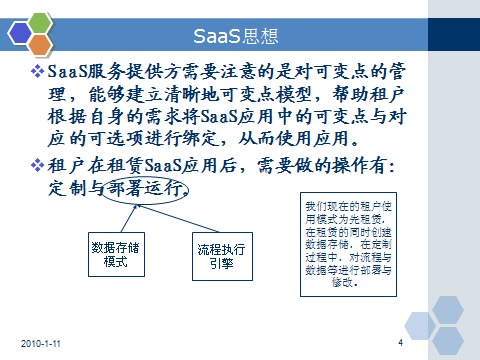 SaaS思想
SaaS服务提供方需要注意的是对可变点的管
理，能够建立清晰地可变点模型，帮助租户
根据自身的需求将SaaS应用中的可变点与对
应的可选项进行绑定，从而使用应用。
租户在租赁SaaS应用后，需要做的操作有：
定制与部署运行。
数据存储
模式
流程执行
引擎
我们现在的租户使
用模式为先租赁，
在租赁的同时创建
数据存储，在定制
过程中，对流程与
数据等进行部署与
修改。
2010-1-11
4